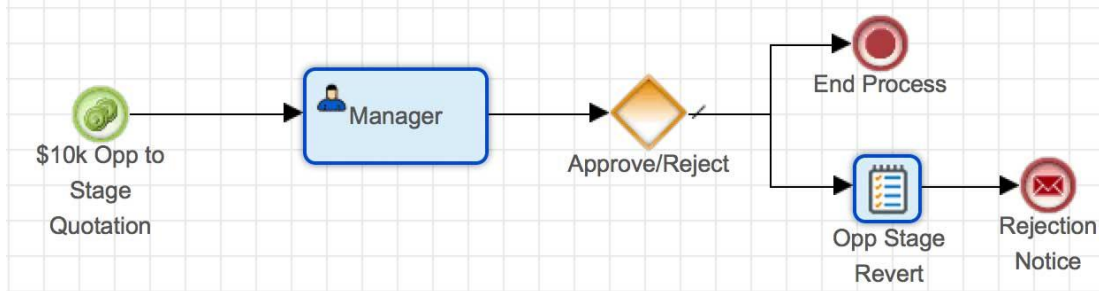 $10k Opp to
Stage
Quotation
Manager
Approve/Reject
End Process
Opp Stage
Revert
Rejection
Notice